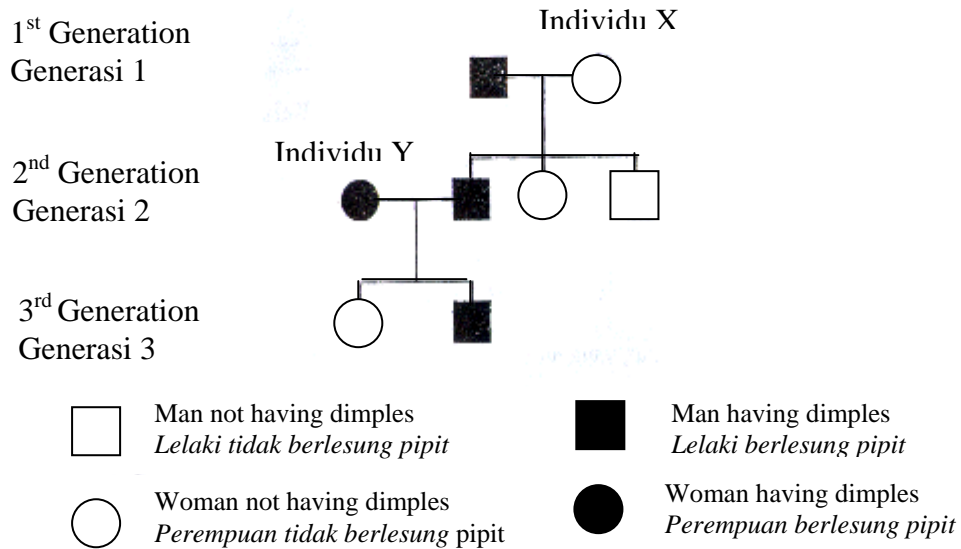 Individu X
1st Generation
Generasi 1
Individu Y
2nd Generation
Generasi 2
3rd Generation
Generasi 3
Man not having dimples
Lelaki tidak berlesung pipit
Man having dimples
Lelaki berlesung pipit
Woman not having dimples
Perempuan tidak berlesung pipit
Woman having dimples
Perempuan berlesung pipit